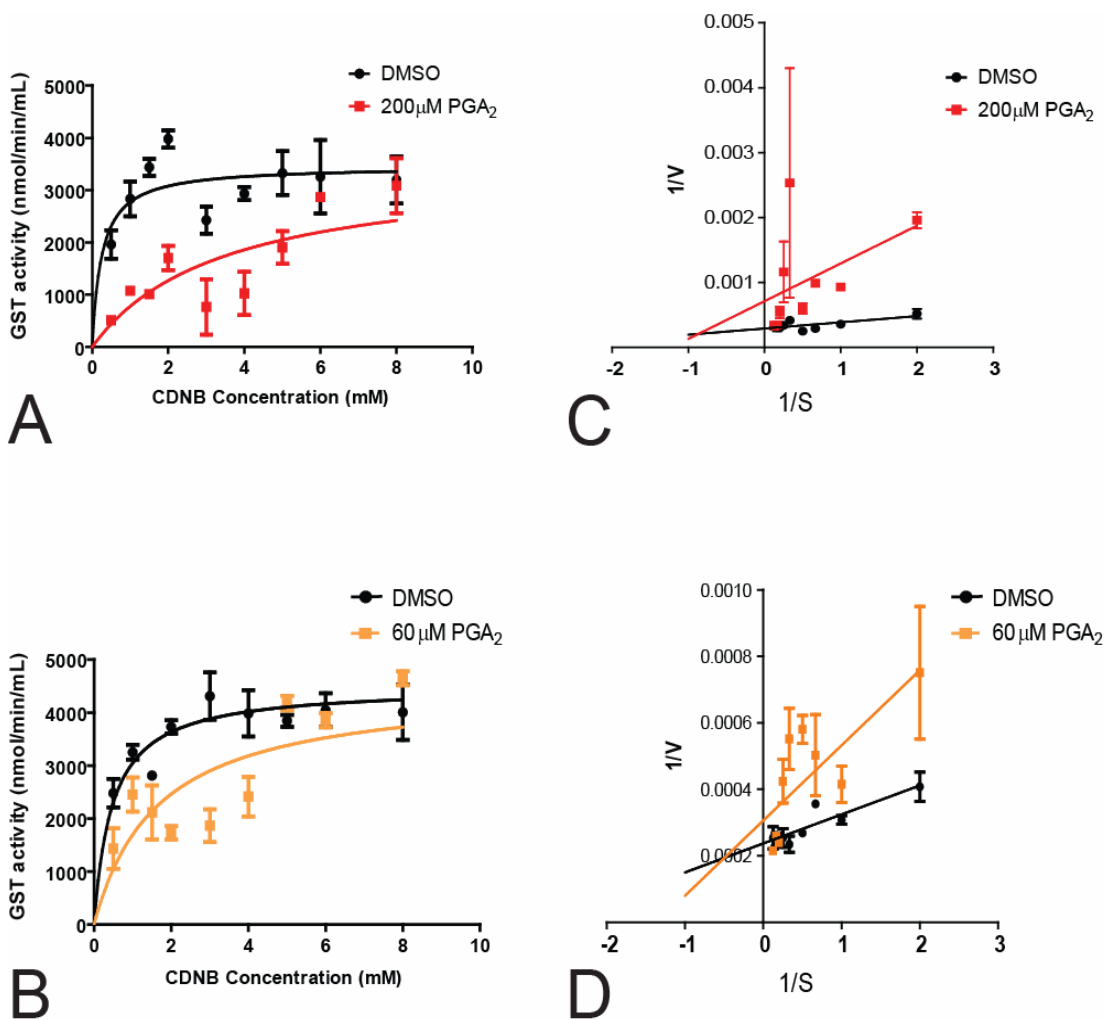 DMSO
200μM PGA2
GST activity (nmol/min/mL)
5000
4000
3000
2000
1000
0
0 2 4 6 8 10
CDNB Concentration (mM)
A
DMSO
200μM PGA2
1/V
0.005
0.004
0.003
0.002
0.001
-2 -1 0 1 2 3
1/S
C
DMSO
60μM PGA2
GST activity (nmol/min/mL)
5000
4000
3000
2000
1000
0
0 2 4 6 8 10
CDNB Concentration (mM)
B
DMSO
60μM PGA2
1/V
0.0010
0.0008
0.0006
0.0004
0.0002
-2 -1 0 1 2 3
1/S
D